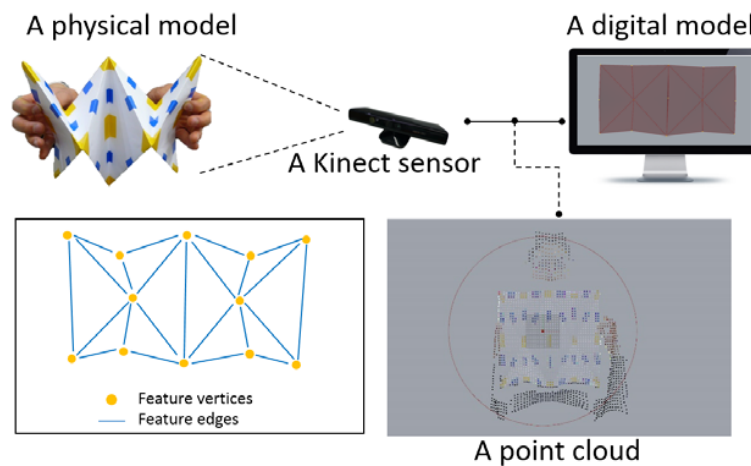 A physical model
A digital model
A Kinect sensor
Feature vertices
Feature edges
A point cloud